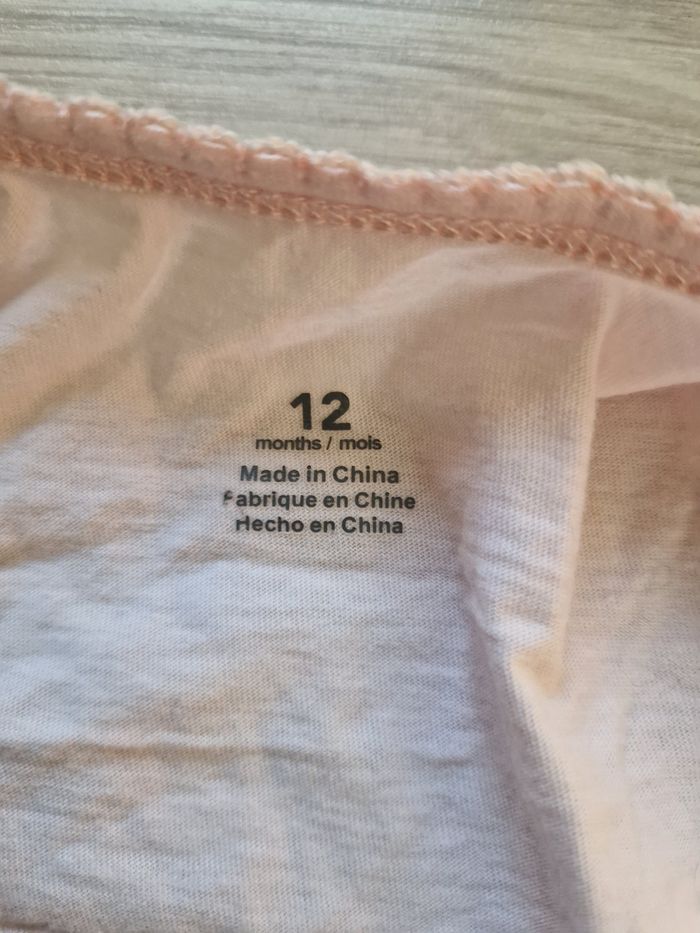 12
months / mois
Made in China
Fabrique en Chine
Hecho en China